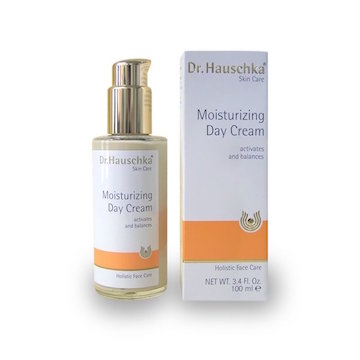 Dr.Hauschka
Skin Care
Moisturizing
Day Cream
activates
and balances
Holistic Face Care
Dr.Hauschka®
Skin Care
Moisturizing
Day Cream
activates
and balances
Holistic Face Care
NET WT. 3.4 Fl. Oz.
100 ml e